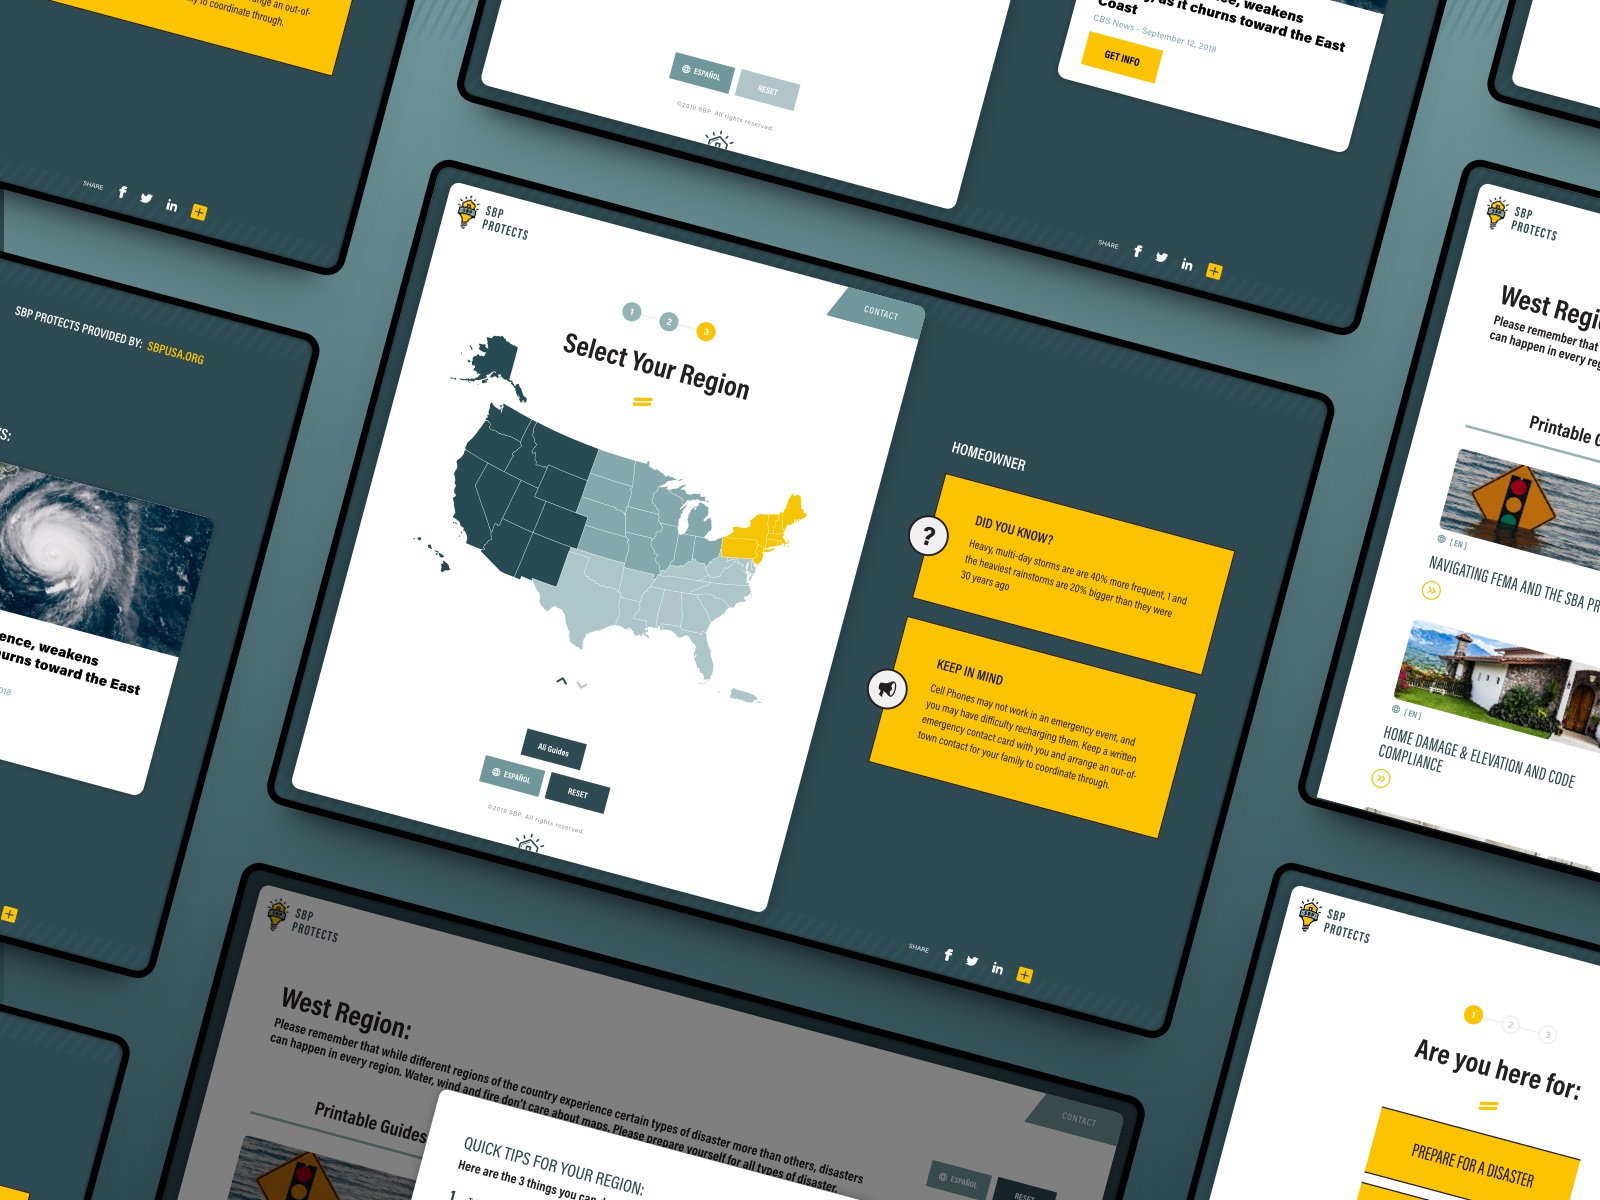 ange an out-of-
ly to coordinate through.
SHARE
ESPAÑOL
RESET
©2019 SBP. All rights reserved.
weakens
as it churns toward the East
Coast
CBS News - September 12, 2018
GET INFO
SHARE
SBP PROTECTS PROVIDED BY: SBPUSA.ORG
ence, weakens
urns toward the East
018
SBP
PROTECTS
CONTACT
1 2 3
Select Your Region
All Guides
ESPAÑOL
RESET
©2019 SBP. All rights reserved.
HOMEOWNER
?
DID YOU KNOW?
Heavy, multi-day storms are are 40% more frequent, 1 and
the heaviest rainstorms are 20% bigger than they were
30 years ago
KEEP IN MIND
Cell Phones may not work in an emergency event, and
you may have difficulty recharging them. Keep a written
emergency contact card with you and arrange an out-of-
town contact for your family to coordinate through.
SHARE
SBP
PROTECTS
West Regi
Please remember that
can happen in every reg
Printable G
[EN]
NAVIGATING FEMA AND THE SBA PR
[EN]
HOME DAMAGE & ELEVATION AND CODE
COMPLIANCE
SBP
PROTECTS
West Region:
Please remember that while different regions of the country experience certain types of disaster more than others, disasters
can happen in every region. Water, wind and fire don't care about maps. Please prepare yourself for all types of disaster.
CONTACT
Printable Guides
ESPAÑOL
RESET
QUICK TIPS FOR YOUR REGION:
Here are the 3 things you can d
1.
SBP
PROTECTS
1 2 3
Are you here for:
PREPARE FOR A DISASTER